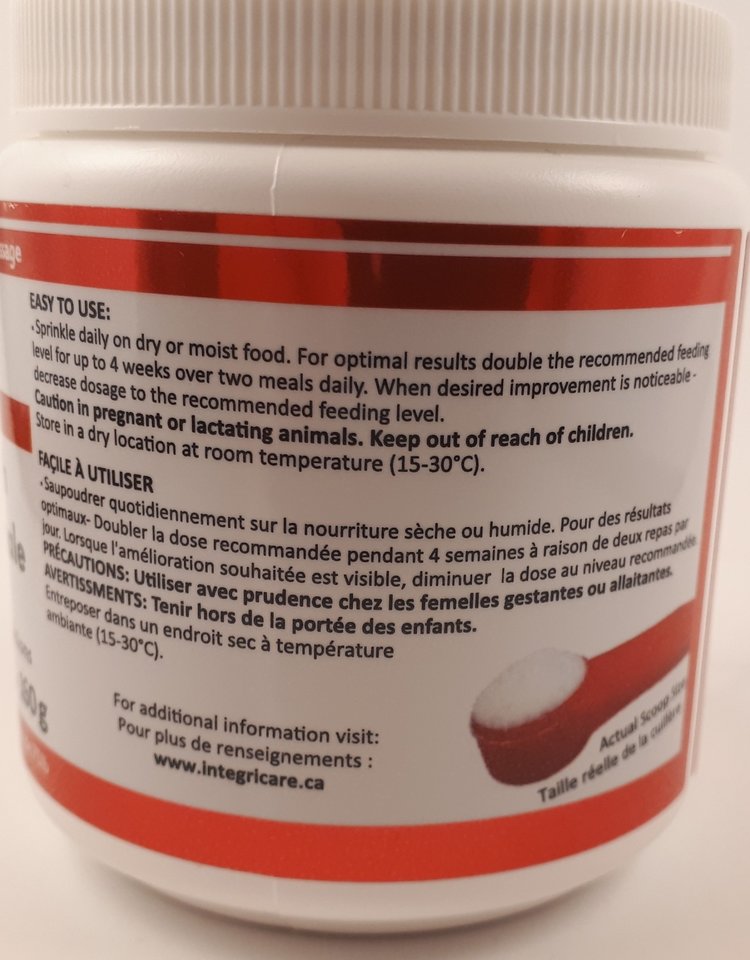 EASY TO USE:
•Sprinkle daily on dry or moist food. For optimal results double the recommended feeding
level for up to 4 weeks over two meals daily. When desired improvement is noticeable -
decrease dosage to the recommended feeding level.
Caution in pregnant or lactating animals. Keep out of reach of children.
Store in a dry location at room temperature (15-30°C).
FAÇILE À UTILISER
•Saupoudrer quotidiennement sur la nourriture sèche ou humide. Pour des résultats
optimaux- Doubler la dose recommandée pendant 4 semaines à raison de deux repas par
jour. Lorsque l'amélioration souhaitée est visible, diminuer la dose au niveau recommandée.
PRÉCAUTIONS: Utiliser avec prudence chez les femelles gestantes ou allaitantes.
AVERTISSMENTS: Tenir hors de la portée des enfants.
Entreposer dans un endroit sec à température
ambiante (15-30°C).
For additional information visit:
Pour plus de renseignements :
www.integricare.ca
Actual Scoop Size
Taille réelle de la cuillère